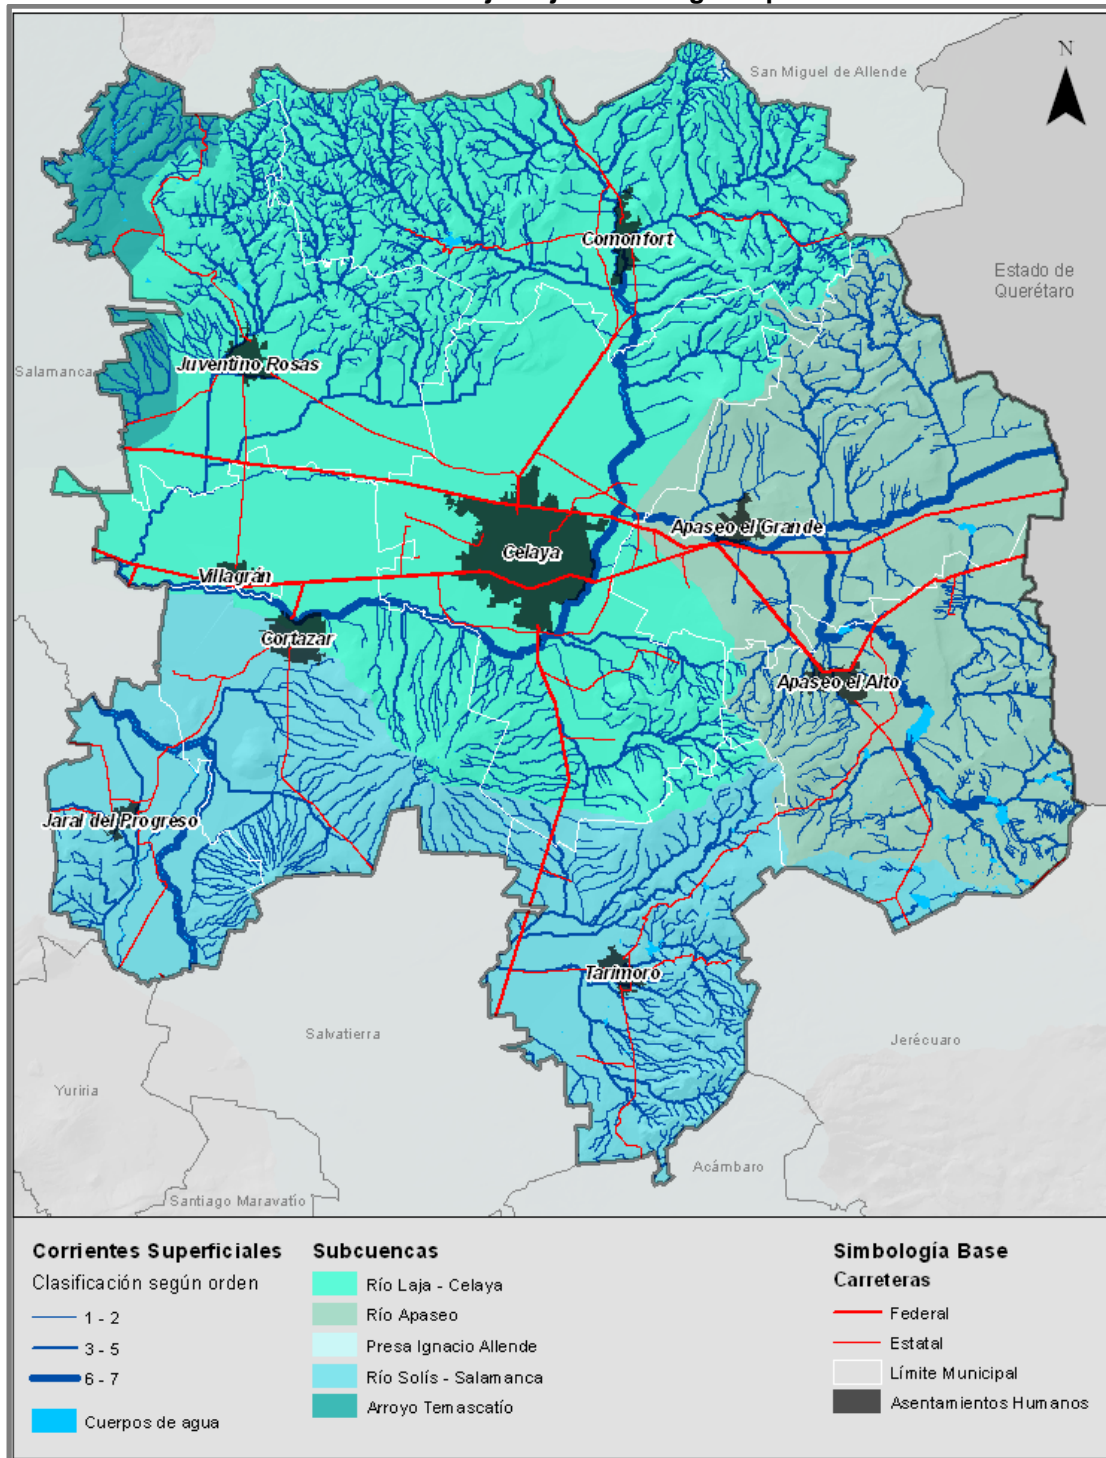 N
San Miguel de Allende
Comonfort
Estado de
Querétaro
Juventino Rosas
Salamanca
Apaseo el Grande
Celaya
Villagrán
Cortazar
Apaseo el Alto
Jaral del Progreso
Tarimoro
Salvatierra
Jerécuaro
Yuriria
Acámbaro
Santiago Maravatío
Corrientes Superficiales
Clasificación según orden
1 - 2
3 - 5
6 - 7
Cuerpos de agua
Subcuencas
Río Laja - Celaya
Río Apaseo
Presa Ignacio Allende
Río Solís - Salamanca
Arroyo Temascatío
Simbología Base
Carreteras
Federal
Estatal
Límite Municipal
Asentamientos Humanos